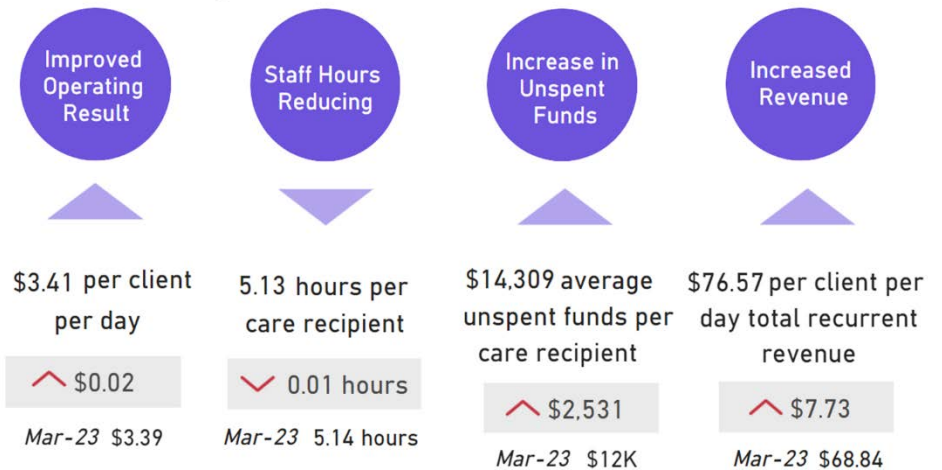 Improved
Operating
Result
Staff Hours
Reducing
Increase in
Unspent
Funds
Increased
Revenue
$3.41 per client
per day
$0.02
Mar-23 $3.39
5.13 hours per
care recipient
0.01 hours
Mar-23 5.14 hours
$14,309 average
unspent funds per
care recipient
$2,531
Mar-23 $12K
$76.57 per client per
day total recurrent
revenue
$7.73
Mar-23 $68.84